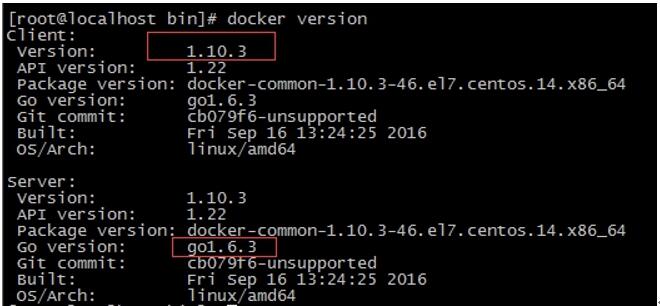 [root@localhost bin]# docker version
Client:
Version: 1.10.3
API version: 1.22
Package version: docker-common-1.10.3-46.el7.centos.14.x86_64
Go version: go1.6.3
Git commit: cb079f6-unsupported
Built: Fri Sep 16 13:24:25 2016
OS/Arch: linux/amd64
Server:
Version: 1.10.3
API version: 1.22
Package version: docker-common-1.10.3-46.el7.centos.14.x86_64
Go version: go1.6.3
Git commit: cb079f6-unsupported
Built: Fri Sep 16 13:24:25 2016
OS/Arch: linux/amd64